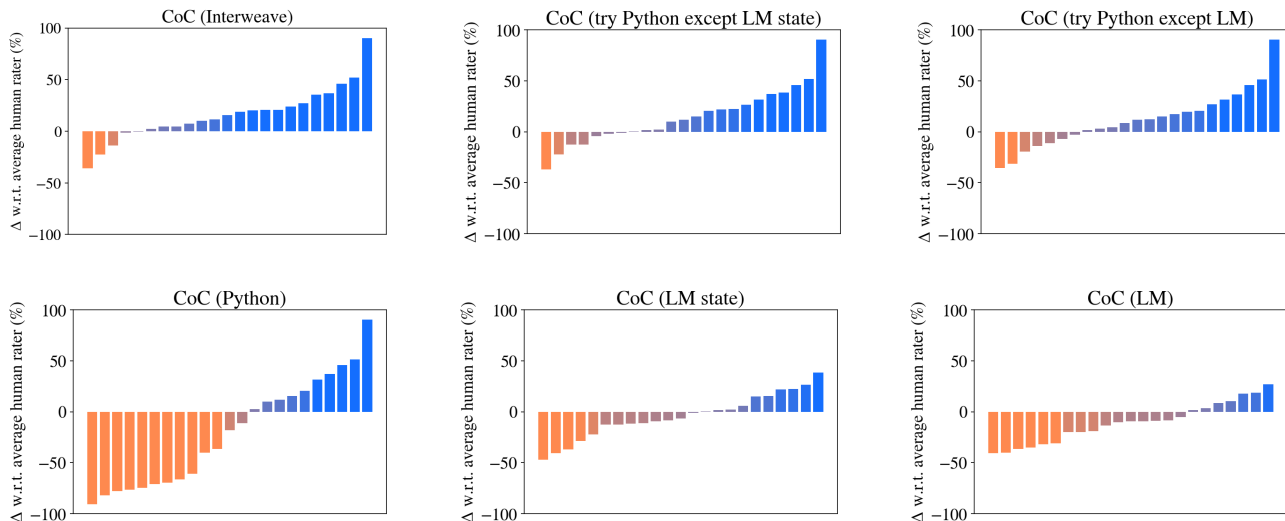 CoC (Interweave)
Δ w.r.t. average human rater (%)
100
50
0
−50
−100
CoC (try Python except LM state)
Δ w.r.t. average human rater (%)
100
50
0
−50
−100
CoC (try Python except LM)
Δ w.r.t. average human rater (%)
100
50
0
−50
−100
CoC (Python)
Δ w.r.t. average human rater (%)
100
50
0
−50
−100
CoC (LM state)
Δ w.r.t. average human rater (%)
100
50
0
−50
−100
CoC (LM)
Δ w.r.t. average human rater (%)
100
50
0
−50
−100